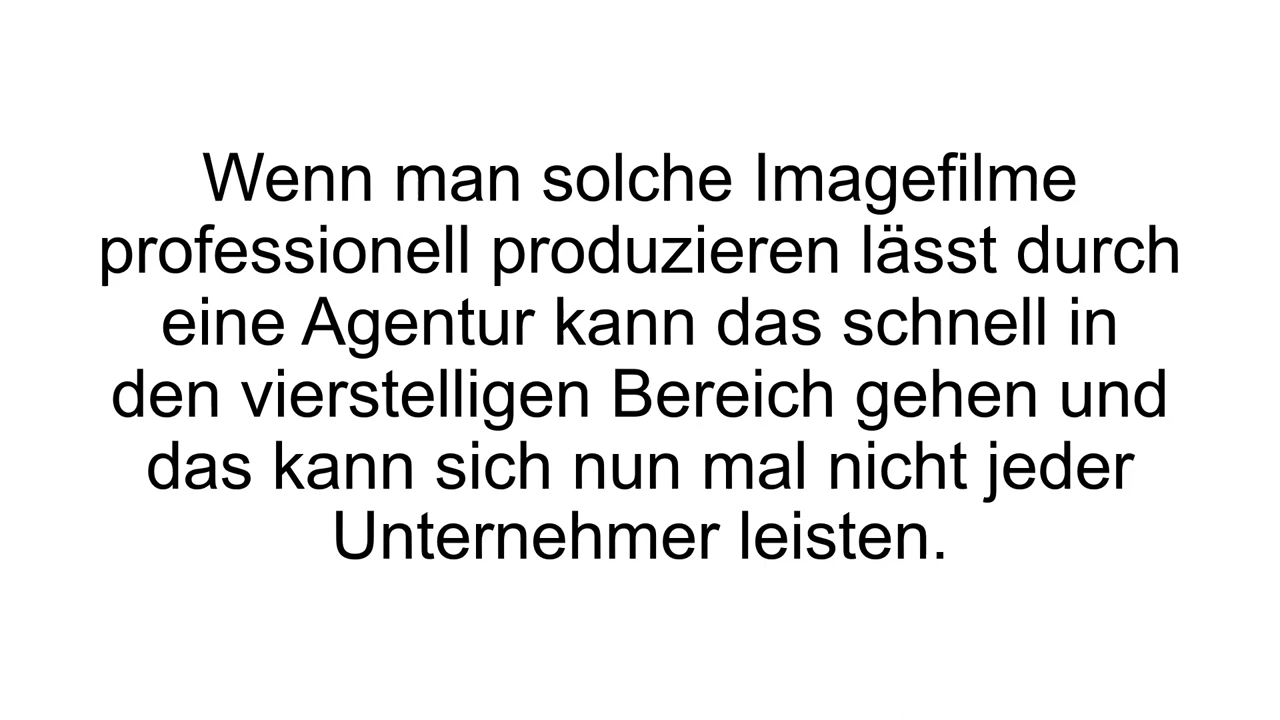 Wenn man solche Imagefilme
professionell produzieren lässt durch
eine Agentur kann das schnell in
den vierstelligen Bereich gehen und
das kann sich nun mal nicht jeder
Unternehmer leisten.